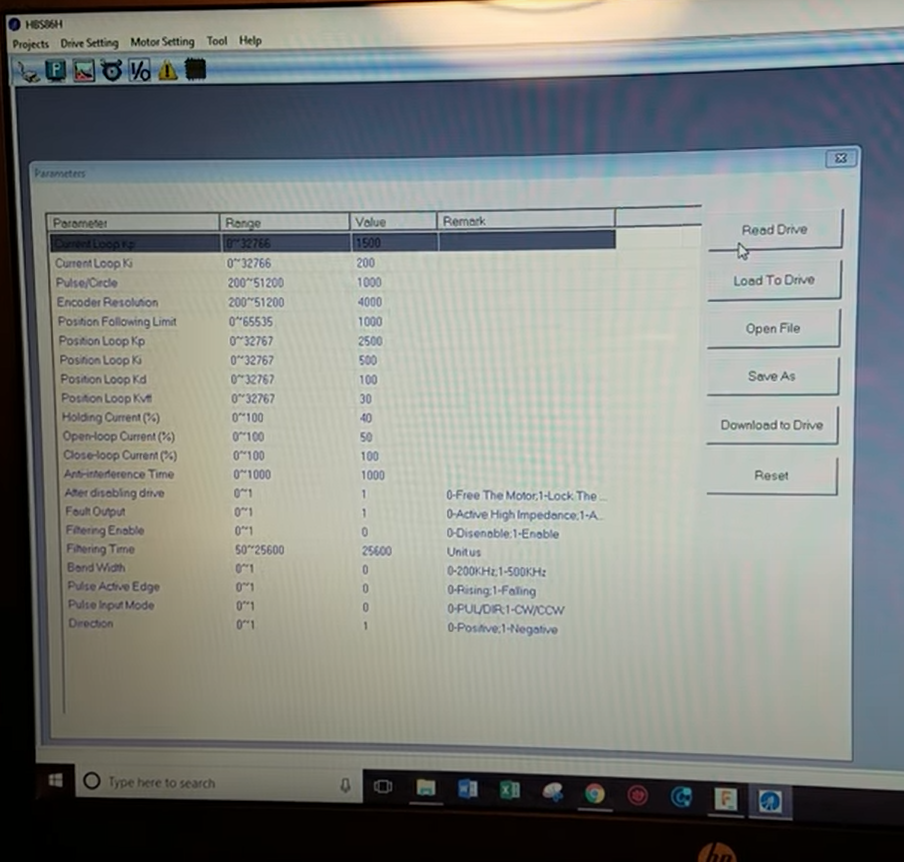 HBS86H
Projects Drive Setting Motor Setting Tool Help
Parameters
Parameter Range Value Remark
Current Loop Kp 0~32766 1500
Current Loop Ki 0~32766 200
Pulse/Circle 200~51200 1000
Encoder Resolution 200~51200 4000
Position Following Limit 0~65535 1000
Position Loop Kp 0~32767 2500
Position Loop Ki 0~32767 500
Position Loop Kd 0~32767 100
Position Loop Kvff 0~32767 30
Holding Current (%) 0~100 40
Open-loop Current (%) 0~100 50
Close-loop Current (%) 0~100 100
Anti-interference Time 0~1000 1000
After disabling drive 0~1 1 0-Free The Motor;1-Lock The ...
Fault Output 0~1 1 0-Active High Impedance;1-A...
Filtering Enable 0~1 0 0-Disenable;1-Enable
Filtering Time 50~25600 25600 Unit:us
Band Width 0~1 0 0-200KHz;1-500KHz
Pulse Active Edge 0~1 0 0-Rising;1-Falling
Pulse Input Mode 0~1 0 0-PUL/DIR;1-CW/CCW
Direction 0~1 1 0-Positive;1-Negative
Read Drive
Load To Drive
Open File
Save As
Download to Drive
Reset
Type here to search
hp